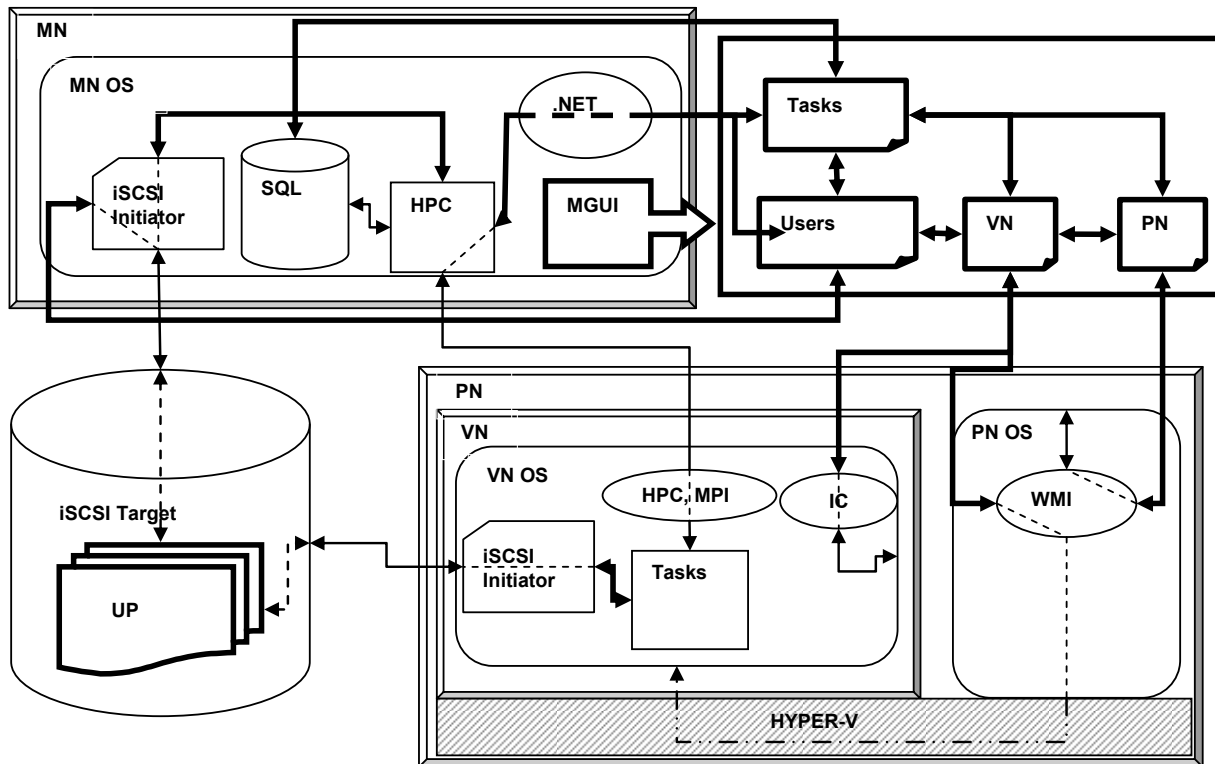 MN
MN OS
.NET
Tasks
iSCSI
Initiator
SQL
HPC
MGUI
Users
VN
PN
PN
VN
PN OS
VN OS
HPC, MPI
IC
WMI
iSCSI Target
iSCSI
Initiator
Tasks
UP
HYPER-V